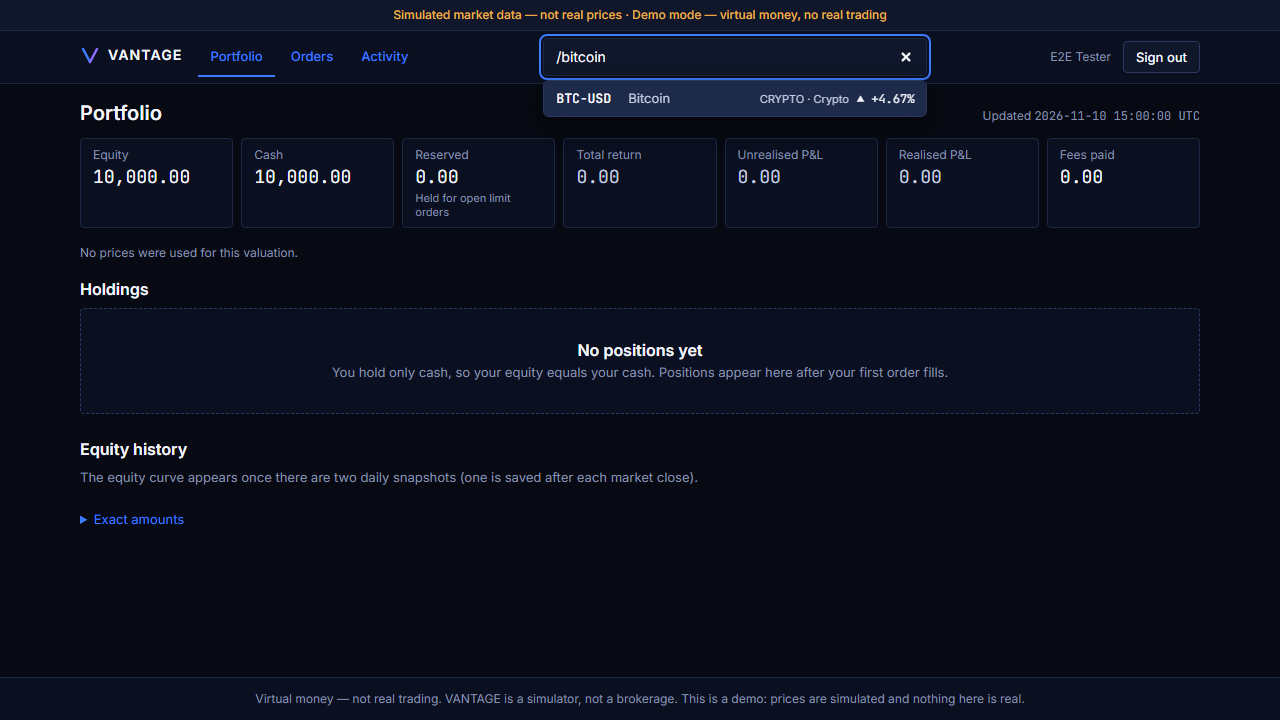 Simulated market data — not real prices · Demo mode — virtual money, no real trading
VANTAGE
Portfolio
Orders
Activity
/bitcoin
E2E Tester
Sign out
BTC-USD Bitcoin CRYPTO · Crypto ▲ +4.67%
Portfolio
Updated 2026-11-10 15:00:00 UTC
Equity
10,000.00
Cash
10,000.00
Reserved
0.00
Held for open limit
orders
Total return
0.00
Unrealised P&L
0.00
Realised P&L
0.00
Fees paid
0.00
No prices were used for this valuation.
Holdings
No positions yet
You hold only cash, so your equity equals your cash. Positions appear here after your first order fills.
Equity history
The equity curve appears once there are two daily snapshots (one is saved after each market close).
Exact amounts
Virtual money — not real trading. VANTAGE is a simulator, not a brokerage. This is a demo: prices are simulated and nothing here is real.